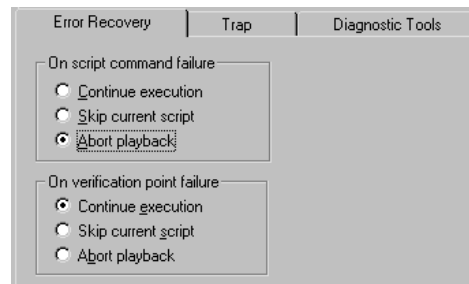 Error Recovery Trap Diagnostic Tools
On script command failure
Continue execution
Skip current script
Abort playback
On verification point failure
Continue execution
Skip current script
Abort playback